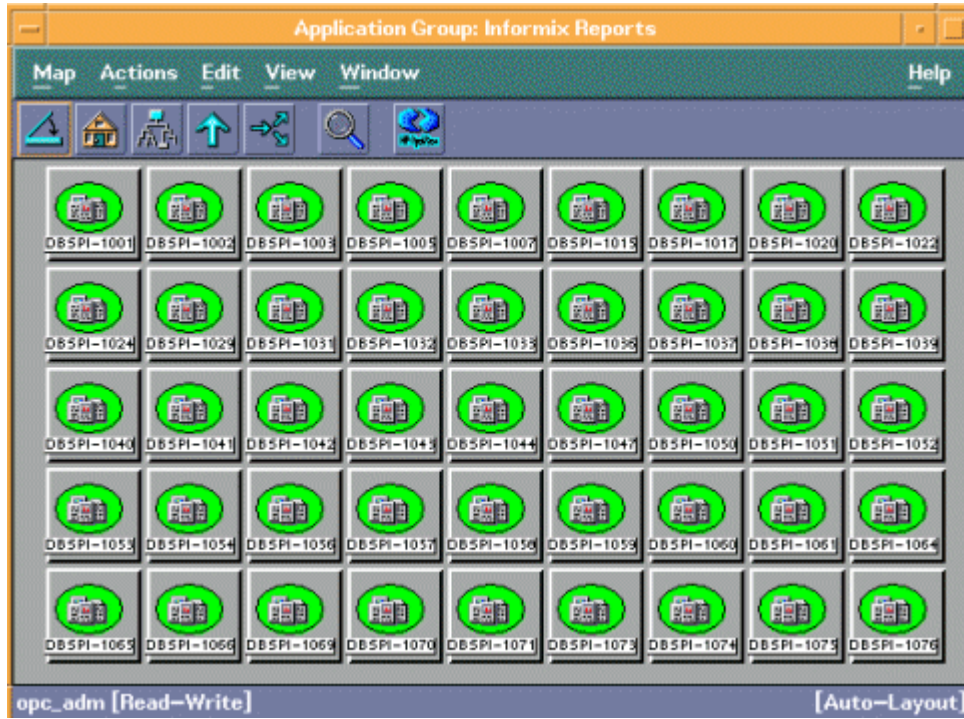 Application Group: Informix Reports
Map Actions Edit View Window Help
DBSPI-1001 DBSPI-1002 DBSPI-1003 DBSPI-1005 DBSPI-1007 DBSPI-1015 DBSPI-1017 DBSPI-1020 DBSPI-1022
DBSPI-1024 DBSPI-1029 DBSPI-1031 DBSPI-1032 DBSPI-1033 DBSPI-1035 DBSPI-1037 DBSPI-1038 DBSPI-1039
DBSPI-1040 DBSPI-1041 DBSPI-1042 DBSPI-1043 DBSPI-1044 DBSPI-1047 DBSPI-1050 DBSPI-1051 DBSPI-1052
DBSPI-1053 DBSPI-1054 DBSPI-1056 DBSPI-1057 DBSPI-1058 DBSPI-1059 DBSPI-1060 DBSPI-1061 DBSPI-1064
DBSPI-1065 DBSPI-1066 DBSPI-1069 DBSPI-1070 DBSPI-1071 DBSPI-1073 DBSPI-1074 DBSPI-1075 DBSPI-1076
opc_adm [Read-Write] [Auto-Layout]